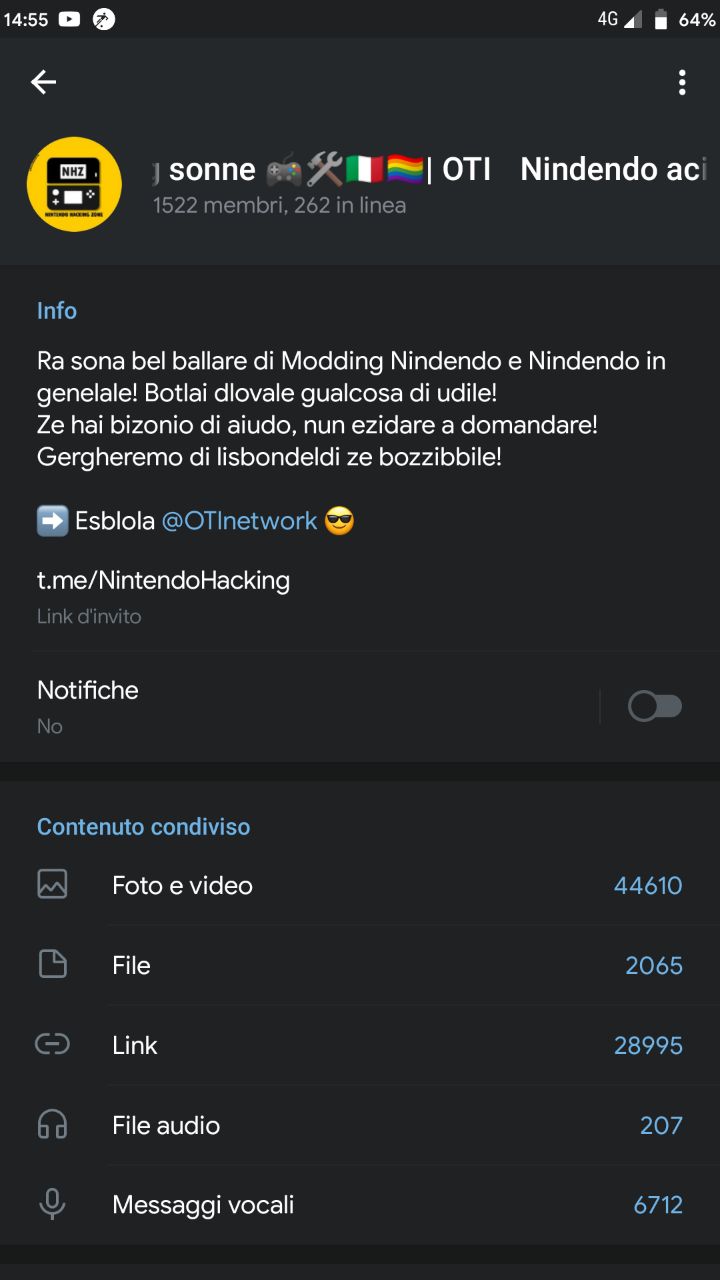 14:55
4G 64%
sonne 🎮🛠🇮🇹🏳️‍🌈| OTI Nindendo aci
NHZ
NINTENDO HACKING ZONE
1522 membri, 262 in linea
Info
Ra sona bel ballare di Modding Nindendo e Nindendo in
genelale! Botlai dlovale gualcosa di udile!
Ze hai bizonio di aiudo, nun ezidare a domandare!
Gergheremo di lisbondeldi ze bozzibbile!
➡️ Esblola @OTInetwork 😎
t.me/NintendoHacking
Link d'invito
Notifiche
No
Contenuto condiviso
Foto e video 44610
File 2065
Link 28995
File audio 207
Messaggi vocali 6712